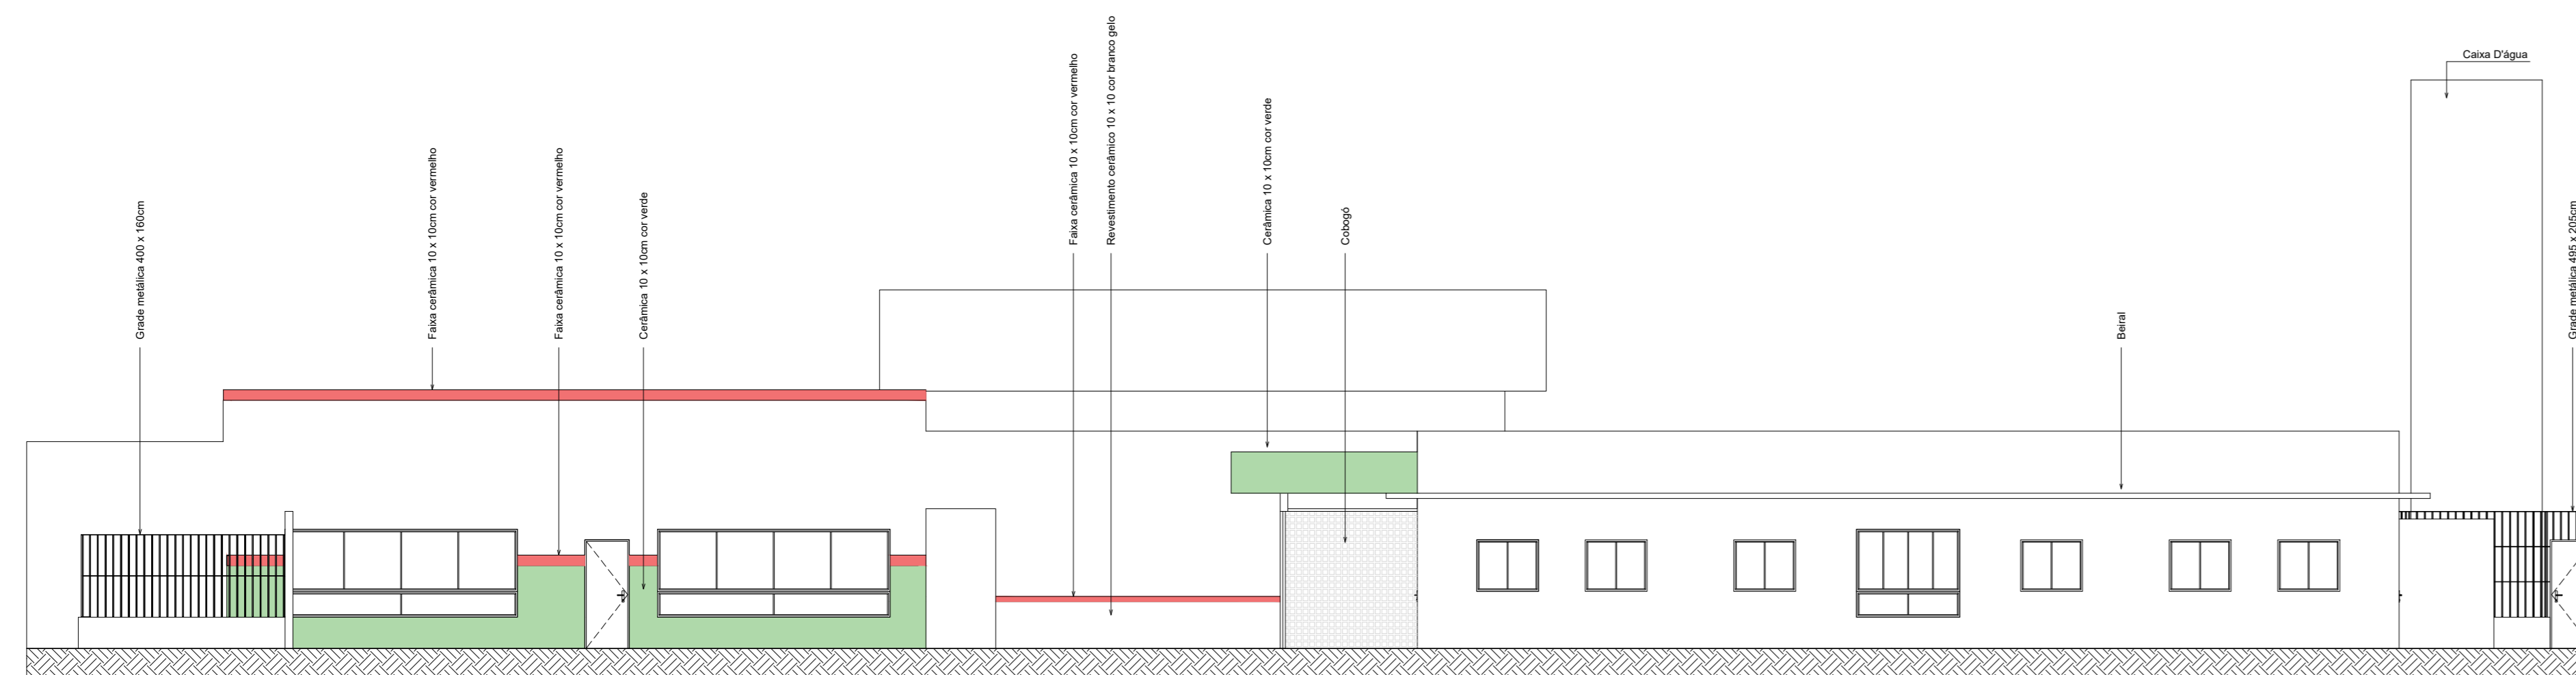 Grade metálica 400 x 160cm
Faixa cerâmica 10 x 10cm cor vermelho
Faixa cerâmica 10 x 10cm cor vermelho
Cerâmica 10 x 10cm cor verde
Faixa cerâmica 10 x 10cm cor vermelho
Revestimento cerâmico 10 x 10 cor branco gelo
Cerâmica 10 x 10cm cor verde
Cobogó
Beiral
Caixa D'água
Grade metálica 495 x 205cm